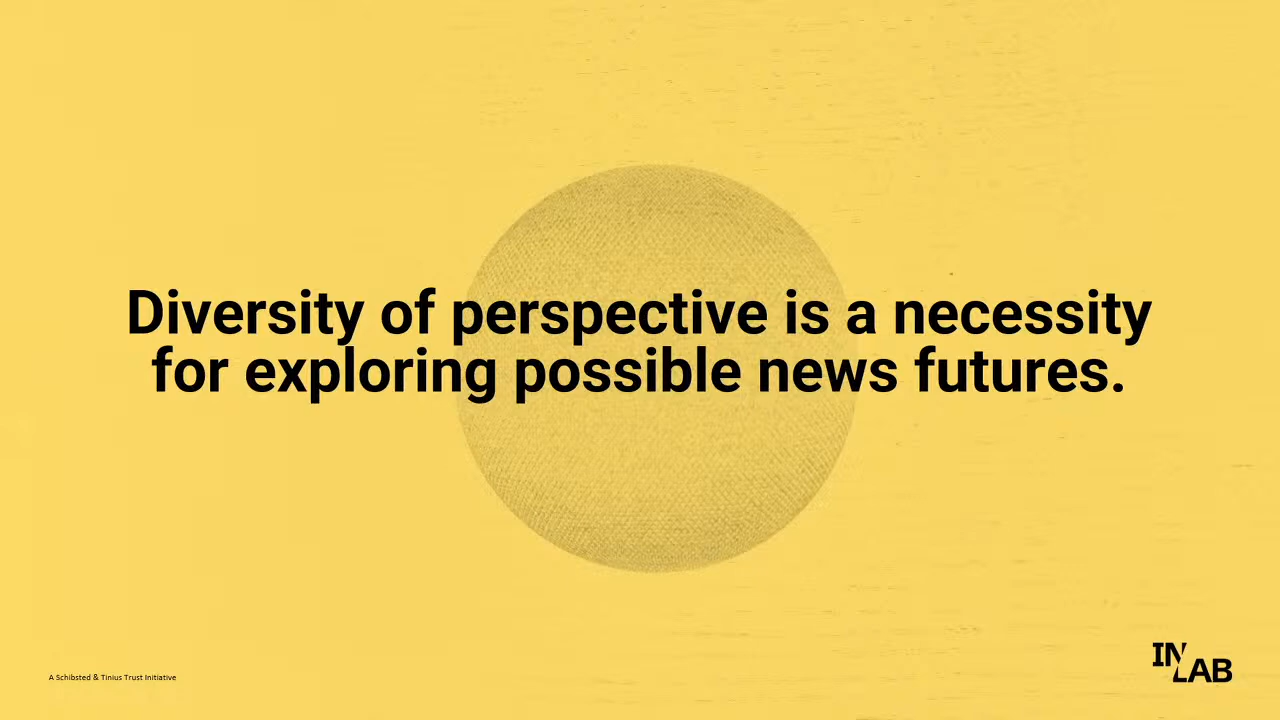 Diversity of perspective is a necessity
for exploring possible news futures.
A Schibsted & Tinius Trust Initiative
IN
LAB